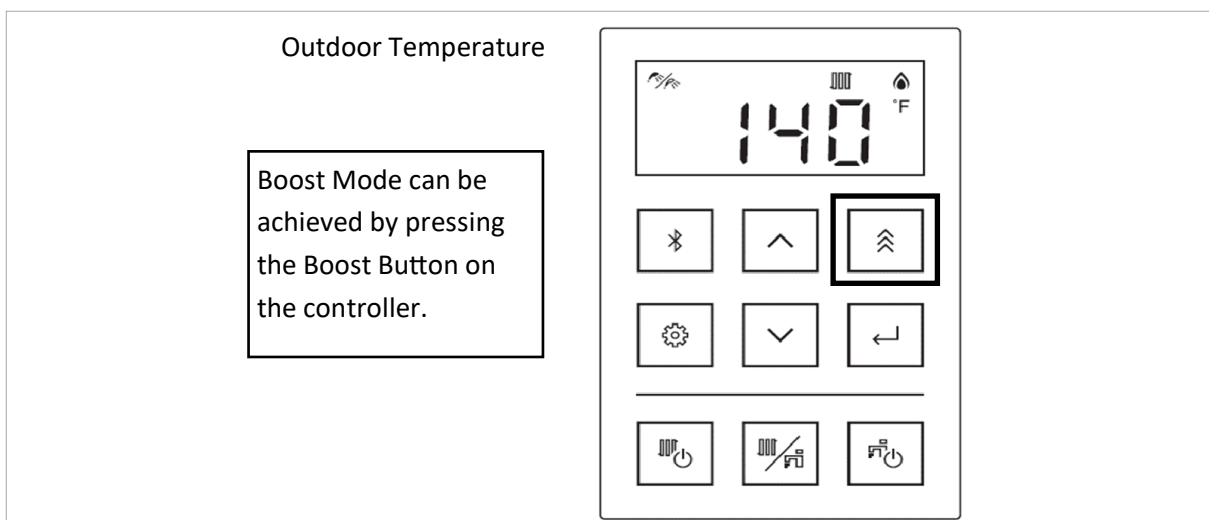 Outdoor Temperature
140
°F
Boost Mode can be
achieved by pressing
the Boost Button on
the controller.